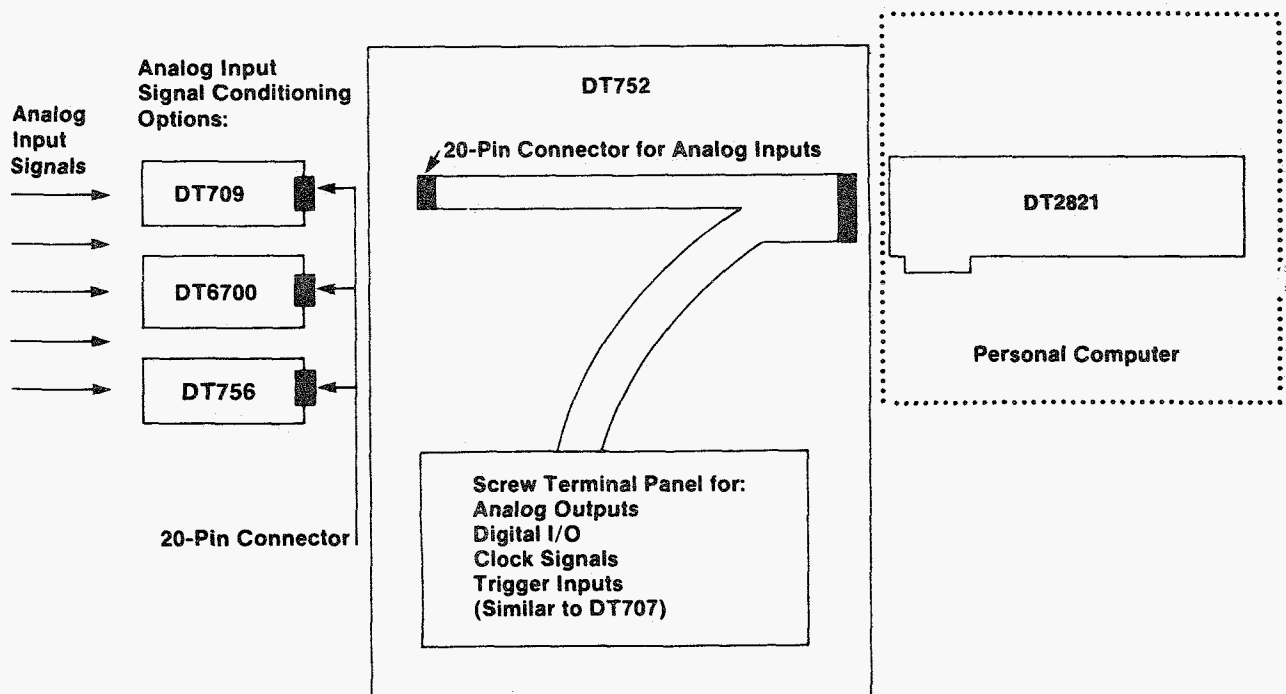 Analog Input
Signal Conditioning
Options:
Analog
Input
Signals
DT709
DT6700
DT756
20-Pin Connector
DT752
20-Pin Connector for Analog Inputs
Screw Terminal Panel for:
Analog Outputs
Digital I/O
Clock Signals
Trigger Inputs
(Similar to DT707)
DT2821
Personal Computer